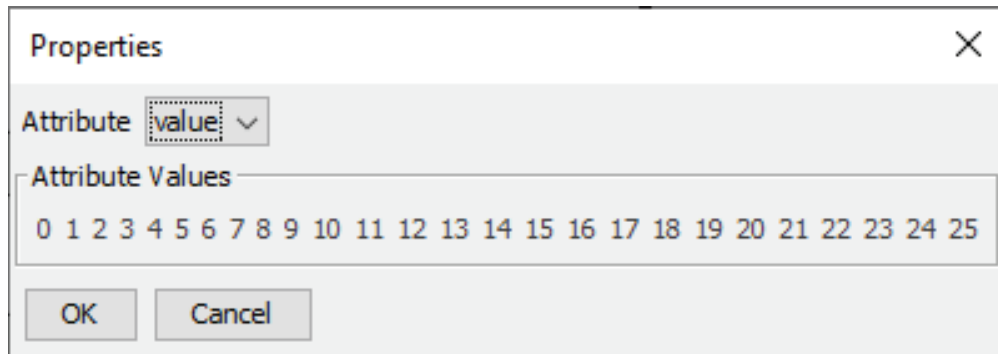 Properties
Attribute value
Attribute Values
0 1 2 3 4 5 6 7 8 9 10 11 12 13 14 15 16 17 18 19 20 21 22 23 24 25
OK Cancel